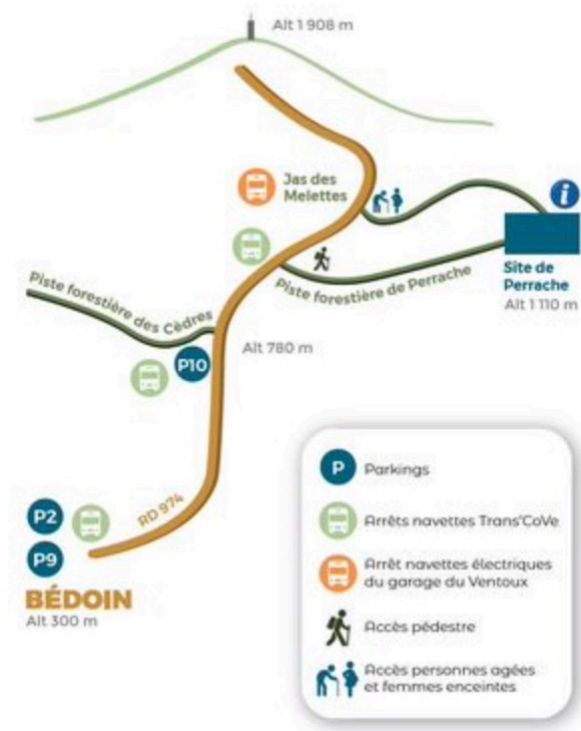 Alt 1 908 m
Jas des
Melettes
i
Site de
Perrache
Alt 1 110 m
Piste forestière de Perrache
Piste forestière des Cèdres
Alt 780 m
P10
P2
P9
RD 974
BÉDOIN
Alt 300 m
P
Parkings
Arrêts navettes Trans'CoVe
Arrêt navettes électriques
du garage du Ventoux
Accès pédestre
Accès personnes agées
et femmes enceintes